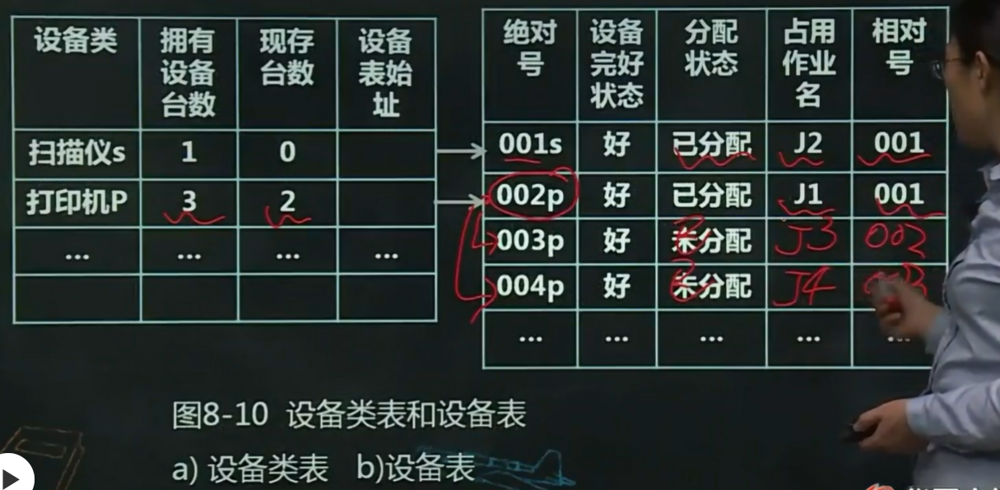 设备类 拥有设备台数 现存台数 设备表始址
扫描仪s 1 0
打印机P 3 2
... ... ... ...
绝对号 设备完好状态 分配状态 占用作业名 相对号
001s 好 已分配 J2 001
002p 好 已分配 J1 001
003p 好 未分配 J3 002
004p 好 未分配 J4
... ... ... ... ...
图8-10 设备类表和设备表
a) 设备类表 b)设备表